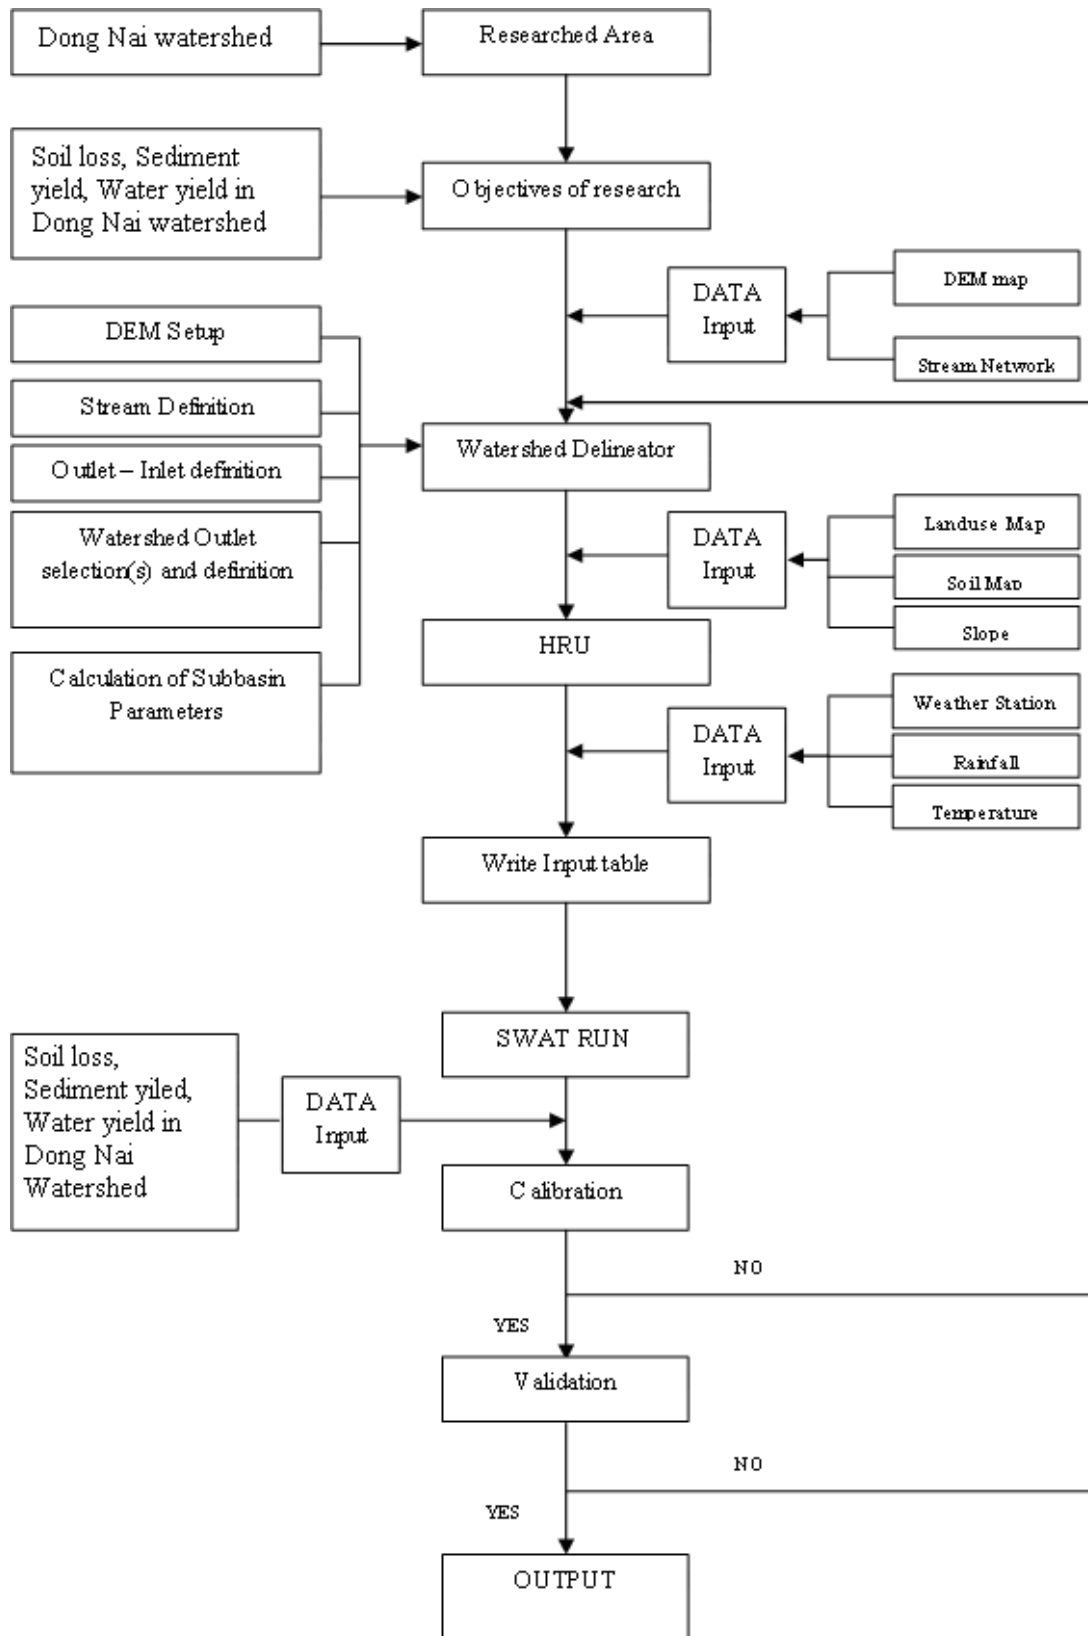 Dong Nai watershed
Researched Area
Soil loss, Sediment
yield, Water yield in
Dong Nai watershed
Objectives of research
DATA
Input
DEM map
Stream Network
DEM Setup
Stream Definition
Outlet – Inlet definition
Watershed Outlet
selection(s) and definition
Calculation of Subbasin
Parameters
Watershed Delineator
DATA
Input
Landuse Map
Soil Map
Slope
HRU
DATA
Input
Weather Station
Rainfall
Temperature
Write Input table
SWAT RUN
Soil loss,
Sediment yiled,
Water yield in
Dong Nai
Watershed
DATA
Input
Calibration
NO
YES
Validation
NO
YES
OUTPUT